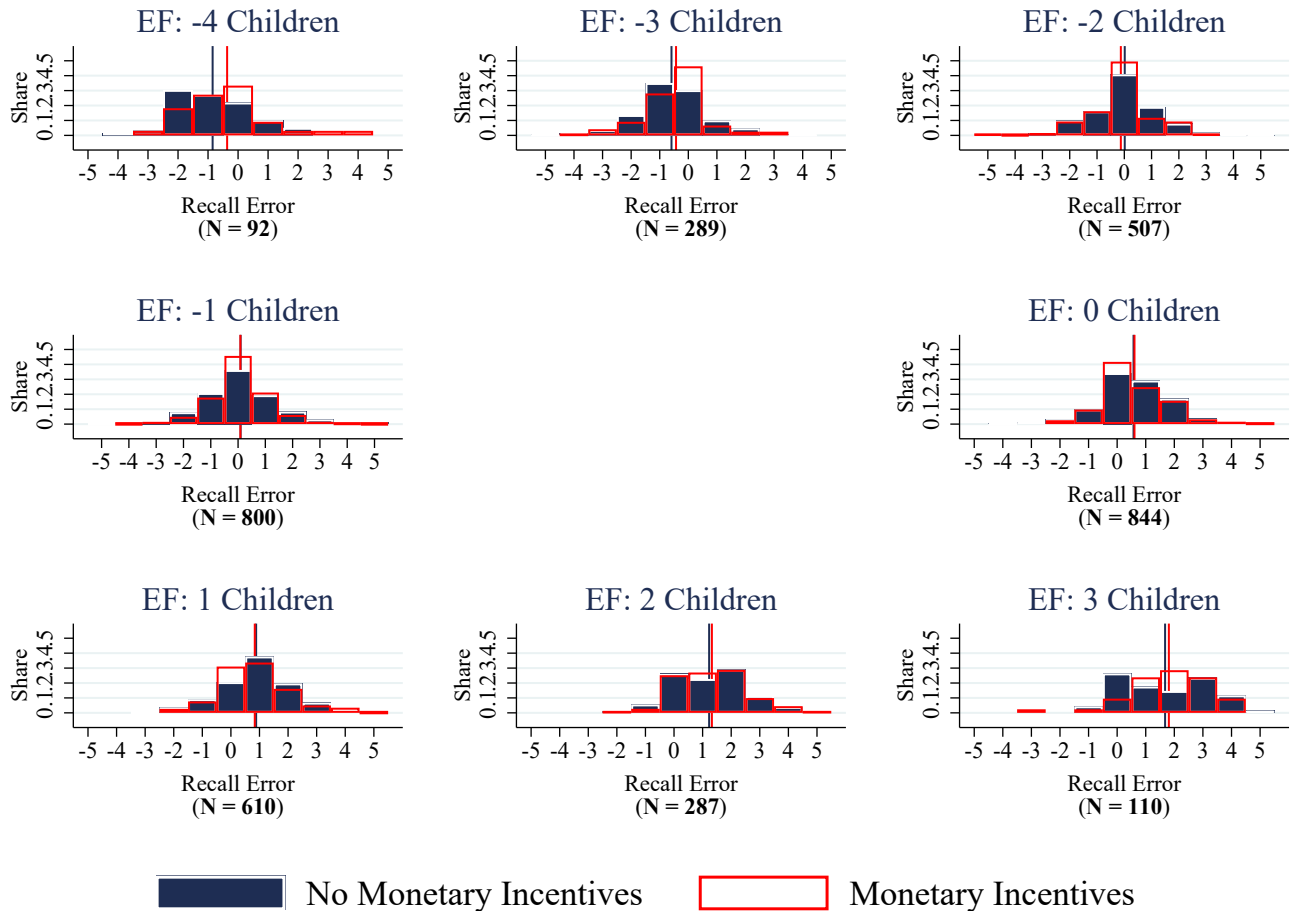 EF: -4 Children
Share
0.1.2.3.4.5
-5 -4 -3 -2 -1 0 1 2 3 4 5
Recall Error
(N = 92)
EF: -3 Children
Share
0.1.2.3.4.5
-5 -4 -3 -2 -1 0 1 2 3 4 5
Recall Error
(N = 289)
EF: -2 Children
Share
0.1.2.3.4.5
-5 -4 -3 -2 -1 0 1 2 3 4 5
Recall Error
(N = 507)
EF: -1 Children
Share
0.1.2.3.4.5
-5 -4 -3 -2 -1 0 1 2 3 4 5
Recall Error
(N = 800)
EF: 0 Children
Share
0.1.2.3.4.5
-5 -4 -3 -2 -1 0 1 2 3 4 5
Recall Error
(N = 844)
EF: 1 Children
Share
0.1.2.3.4.5
-5 -4 -3 -2 -1 0 1 2 3 4 5
Recall Error
(N = 610)
EF: 2 Children
Share
0.1.2.3.4.5
-5 -4 -3 -2 -1 0 1 2 3 4 5
Recall Error
(N = 287)
EF: 3 Children
Share
0.1.2.3.4.5
-5 -4 -3 -2 -1 0 1 2 3 4 5
Recall Error
(N = 110)
No Monetary Incentives
Monetary Incentives